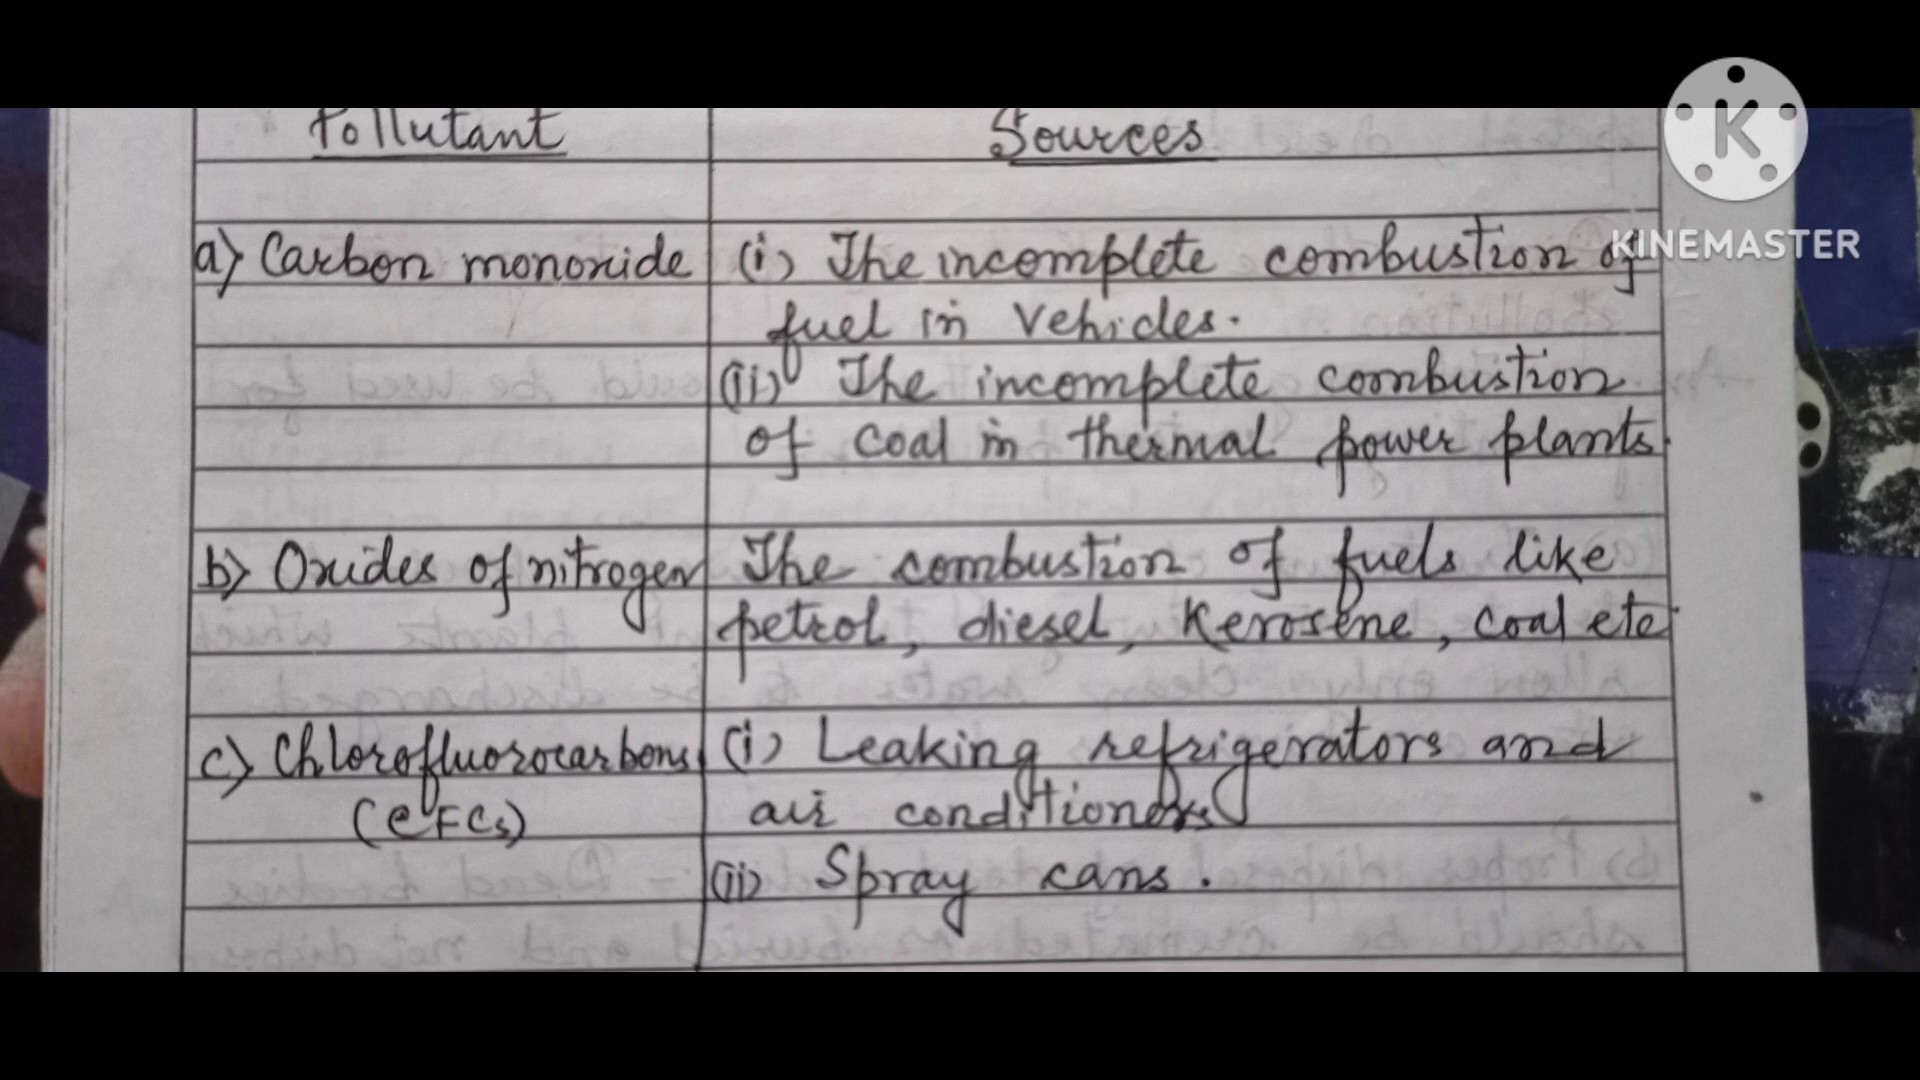 Pollutant Sources
K
KINEMASTER
a) Carbon monoxide (i) The incomplete combustion of
fuel in vehicles.
(ii) The incomplete combustion
of coal in thermal power plants.
b) Oxides of nitrogen The combustion of fuels like
petrol, diesel, kerosene, coal etc.
c) Chlorofluorocarbons (i) Leaking refrigerators and
(CFCs) air conditioners
(ii) Spray cans.